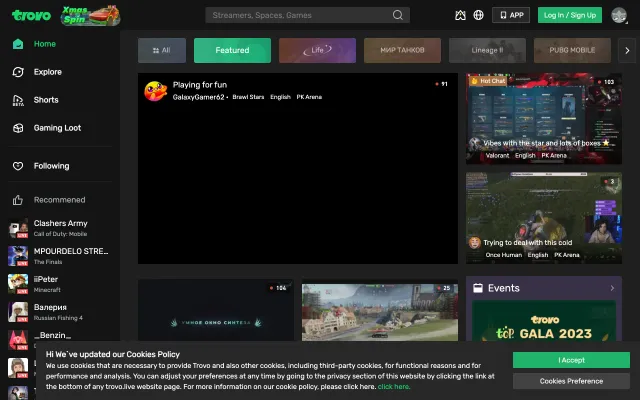 trovo
Xmas Spin
Streamers, Spaces, Games
APP
Log In / Sign Up
Home
Explore
BETA
Shorts
Gaming Loot
Following
Recommened
LIVE
Clashers Army
Call of Duty: Mobile
LIVE
MPOURDELO STRE...
The Finals
LIVE
iiPeter
Minecraft
LIVE
Валерия
Russian Fishing 4
LIVE
_Benzin_
All
Featured
Life
МИР ТАНКОВ
Lineage II
PUBG MOBILE
Playing for fun
91
GalaxyGamer62 • Brawl Stars English PK Arena
Hot Chat
103
Vibes with the star and lots of boxes ⭐
Valorant English PK Arena
3
Trying to deal with this cold
Once Human English PK Arena
104
25
Events
trovo
tóp GALA 2023
Hi We`ve updated our Cookies Policy
We use cookies that are necessary to provide Trovo and also other cookies, including third-party cookies, for functional reasons and for
performance and analysis. You can adjust your preferences at any time by going to the privacy section of this website by clicking the link at
the bottom of any trovo.live website page. For more information on our cookie policy, please click here. click here.
I Accept
Cookies Preference